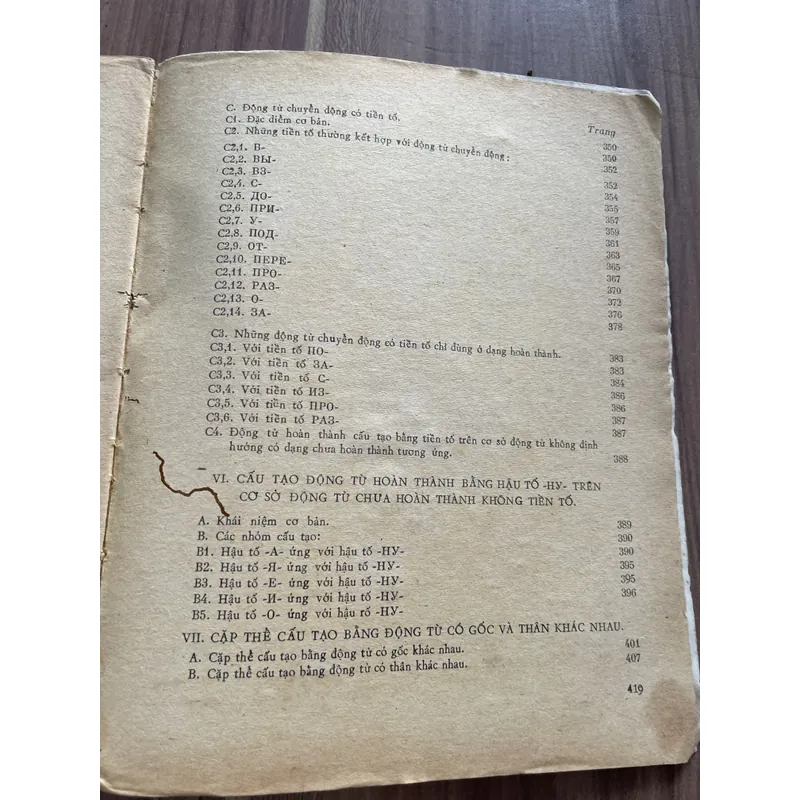 Trang
C. Động từ chuyển động có tiền tố.
C1. Đặc điểm cơ bản. 350
C2. Những tiền tố thường kết hợp với động từ chuyển động: 350
C2,1. В- 352
C2,2. ВЫ- 352
C2,3. ВЗ- 354
C2,4. С- 355
C2,5. ДО- 357
C2,6. ПРИ- 359
C2,7. У- 361
C2,8. ПОД- 363
C2,9. ОТ- 365
C2,10. ПЕРЕ- 367
C2,11. ПРО- 370
C2,12. РАЗ- 372
C2,13. О- 376
C2,14. ЗА- 378
C3. Những động từ chuyển động có tiền tố chỉ dùng ở dạng hoàn thành. 383
C3,1. Với tiền tố ПО- 383
C3,2. Với tiền tố ЗА- 384
C3,3. Với tiền tố С- 386
C3,4. Với tiền tố ИЗ- 386
C3,5. Với tiền tố ПРО- 387
C3,6. Với tiền tố РАЗ- 387
C4. Động từ hoàn thành cấu tạo bằng tiền tố trên cơ sở động từ không định
hướng có dạng chưa hoàn thành tương ứng. 388
VI. CẤU TẠO ĐỘNG TỪ HOÀN THÀNH BẰNG HẬU TỐ -НУ- TRÊN
CƠ SỞ ĐỘNG TỪ CHƯA HOÀN THÀNH KHÔNG TIỀN TỐ.
A. Khái niệm cơ bản. 389
B. Các nhóm cấu tạo: 390
B1. Hậu tố -А- ứng với hậu tố -НУ- 390
B2. Hậu tố -Я- ứng với hậu tố -НУ- 395
B3. Hậu tố -Е- ứng với hậu tố -НУ- 395
B4. Hậu tố -И- ứng với hậu tố -НУ- 396
B5. Hậu tố -О- ứng với hậu rố -НУ-
VII. CẶP THỂ CẤU TẠO BẰNG ĐỘNG TỪ CÓ GỐC VÀ THÂN KHÁC NHAU.
A. Cặp thể cấu tạo bằng động từ có gốc khác nhau. 401
B. Cặp thể cấu tạo bằng động từ có thân khác nhau. 407
419